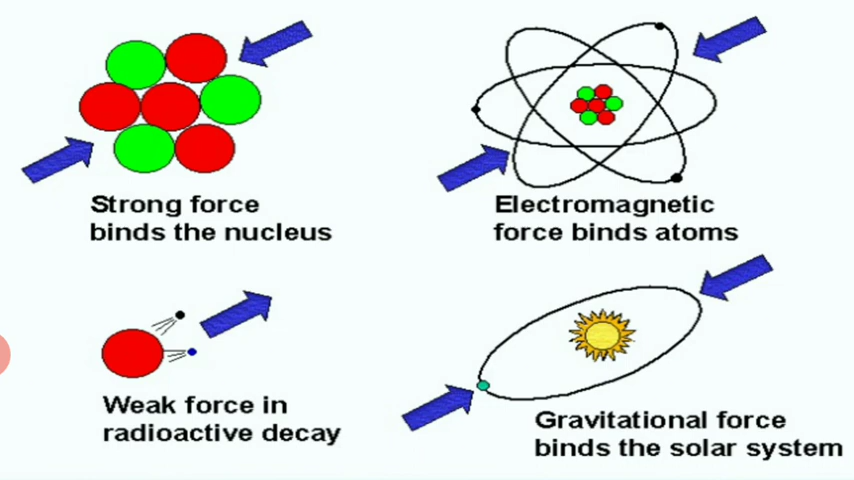 Strong force
binds the nucleus
Electromagnetic
force binds atoms
Weak force in
radioactive decay
Gravitational force
binds the solar system